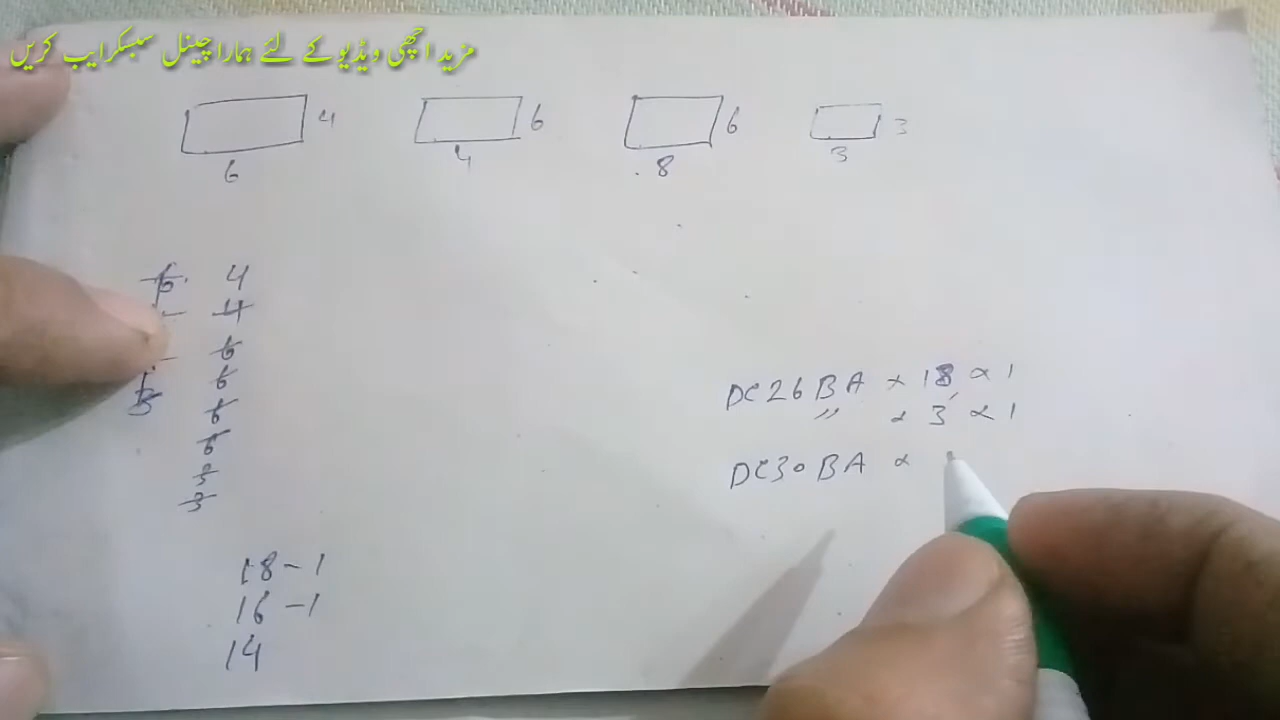 مزید اچھی ویڈیو کے لئے ہمارا چینل سبسکرایب کریں
4 6 6 3
6 4 8 3
6 4
4
6
6
6
6
3
3
DC26BA × 18 × 1
" × 3 × 1
DC30BA ×
18-1
16-1
14